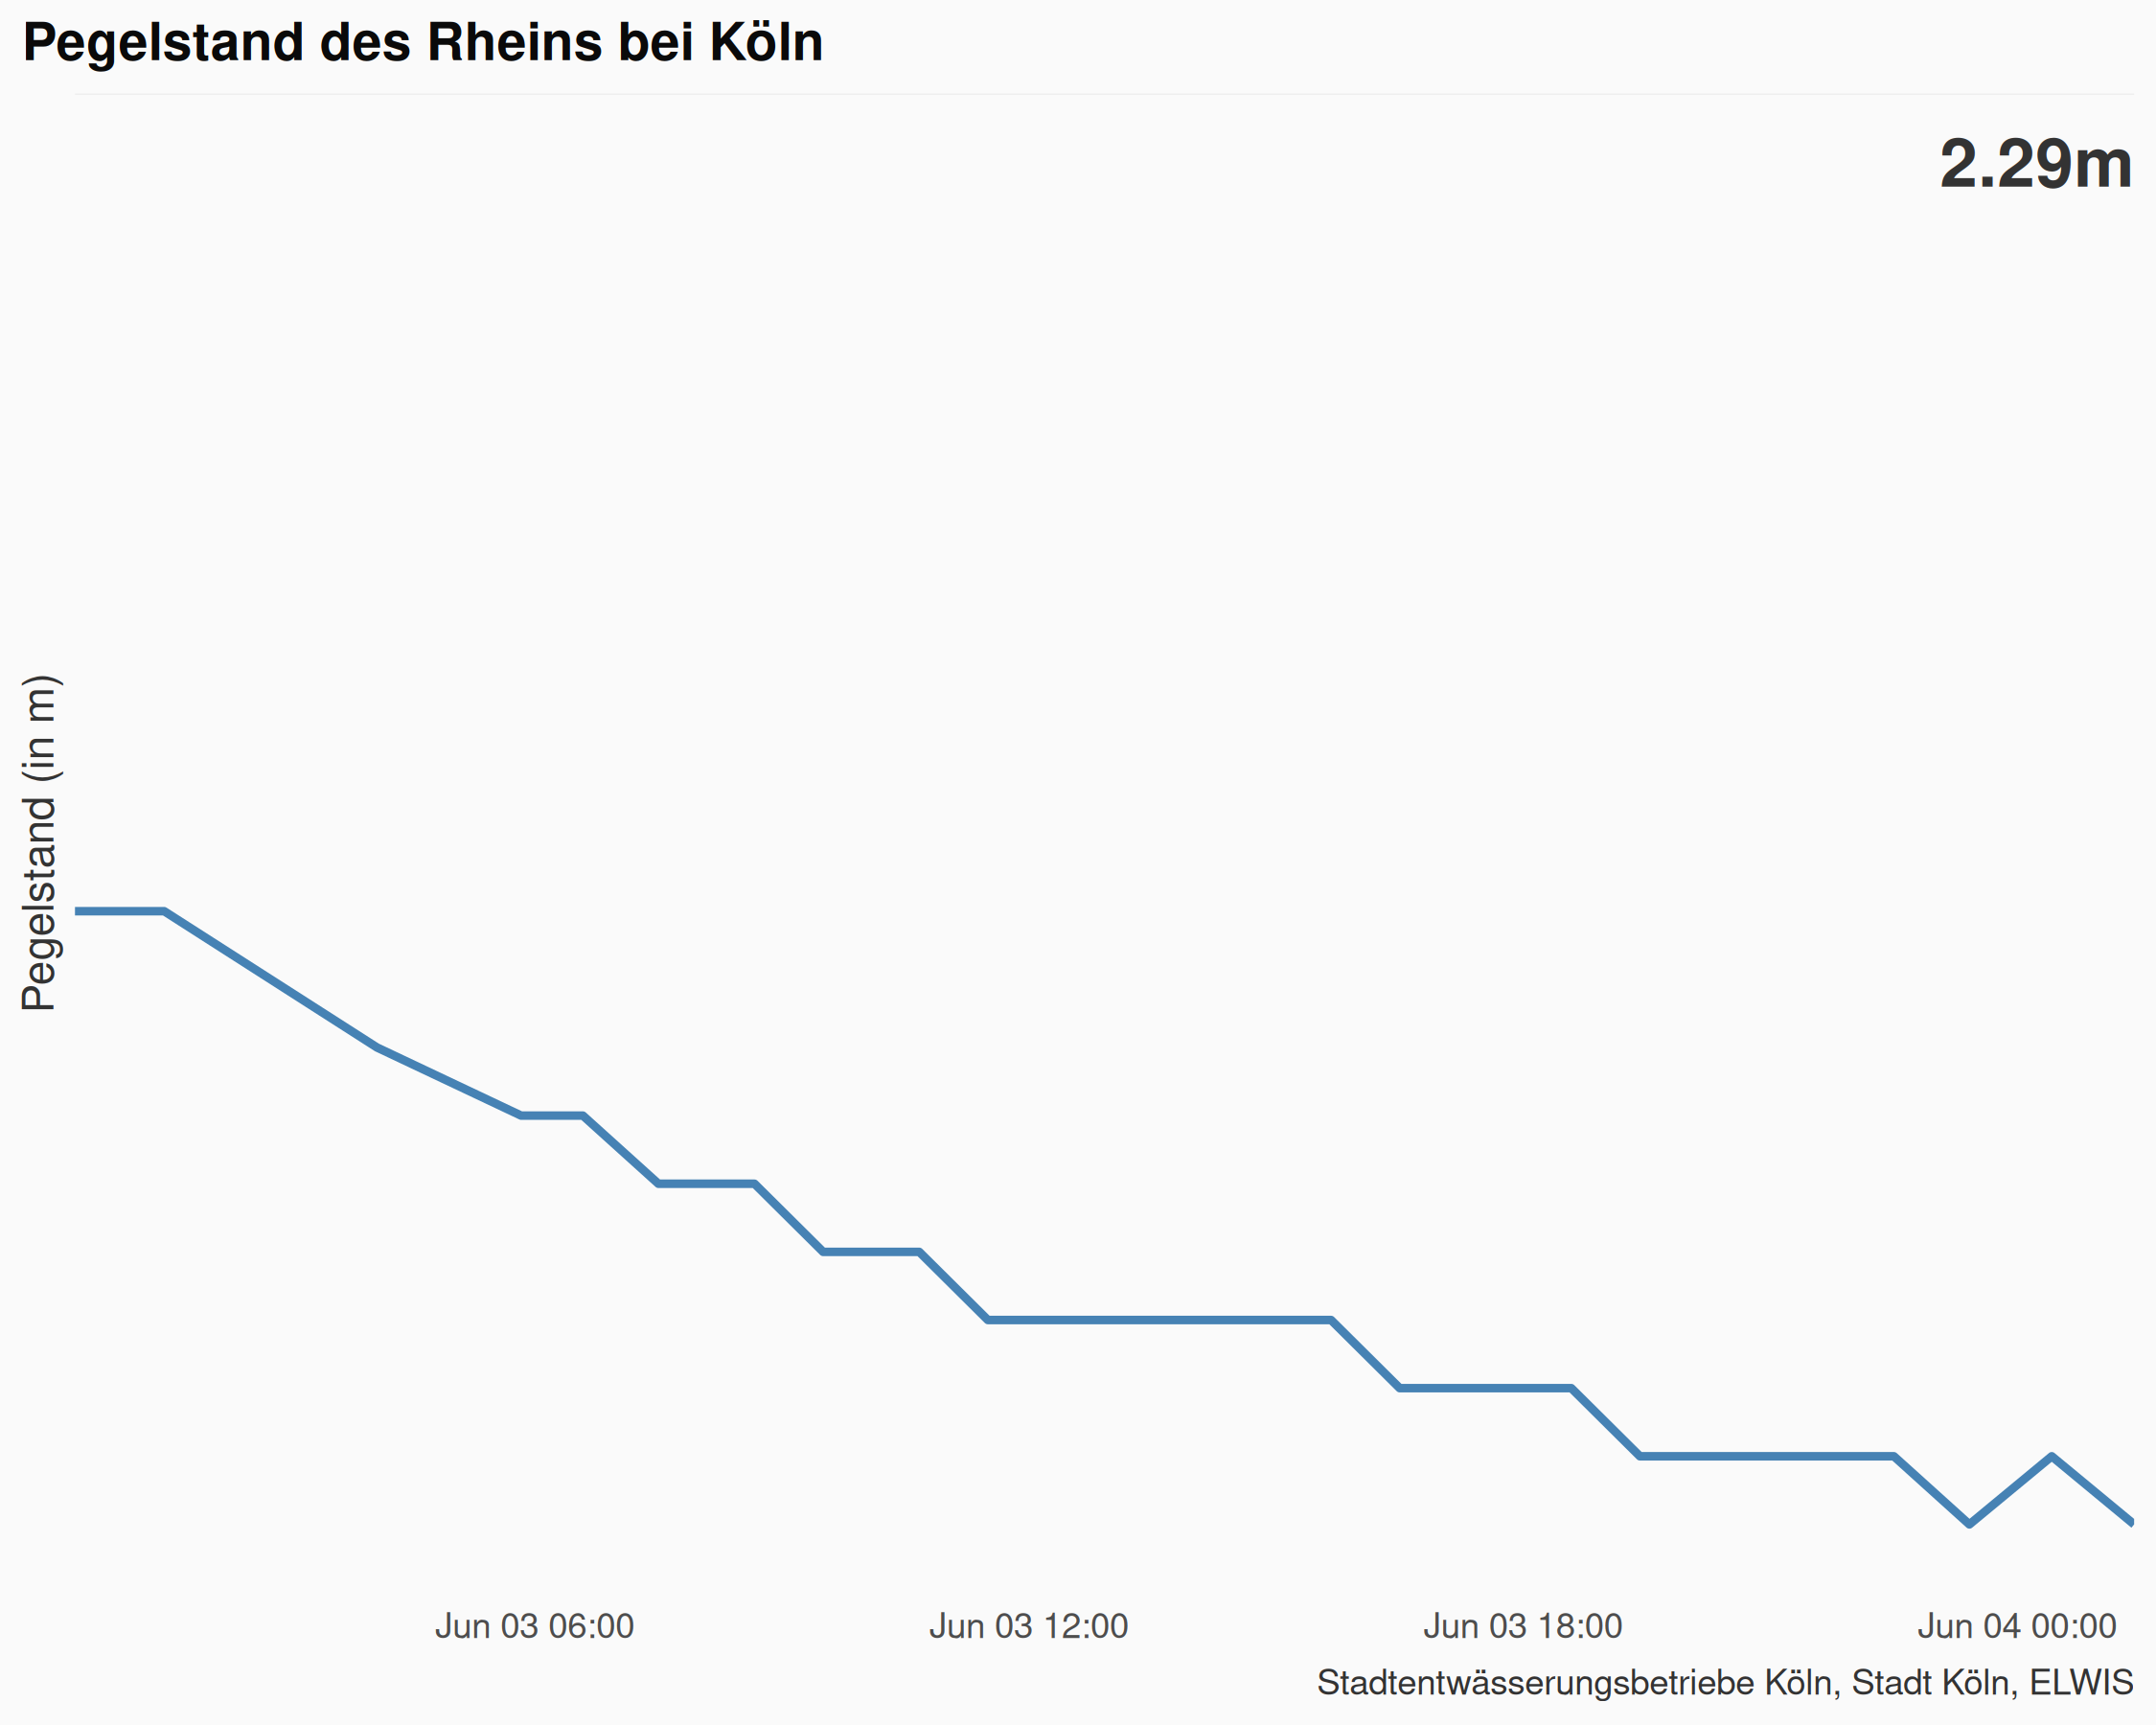 Pegelstand des Rheins bei Köln
2.29m
Pegelstand (in m)
Jun 03 06:00 Jun 03 12:00 Jun 03 18:00 Jun 04 00:00
Stadtentwässerungsbetriebe Köln, Stadt Köln, ELWIS